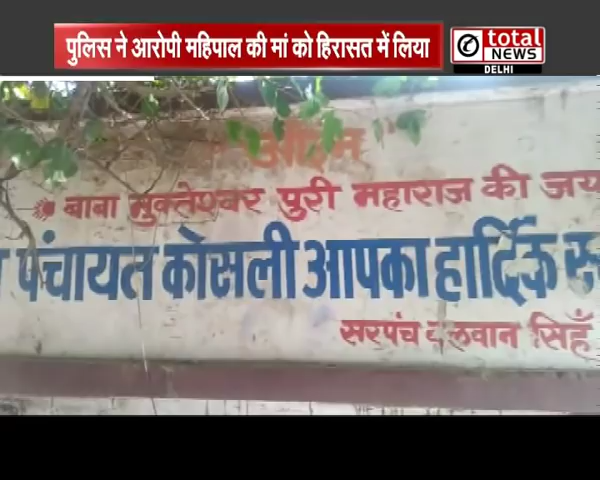 पुलिस ने आरोपी महिपाल की मां को हिरासत में लिया
total
NEWS
DELHI
बाबा मुक्तेश्वर पुरी महाराज की जय
पंचायत कोसली आपका हार्दिक
सरपंच सिहँ